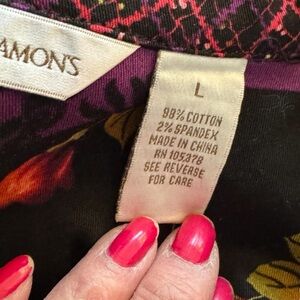 AMON'S
L
98% COTTON
2% SPANDEX
MADE IN CHINA
RN 105378
SEE REVERSE
FOR CARE